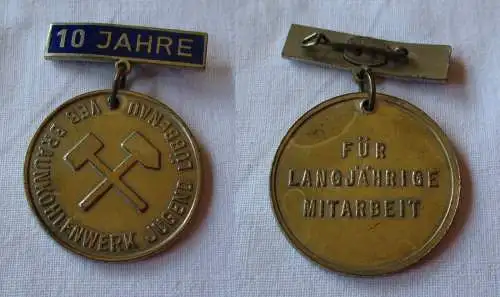 10 JAHRE
VEB BRAUNKOHLENWERK JUGEND LÜBBENAU
FÜR
LANGJÄHRIGE
MITARBEIT